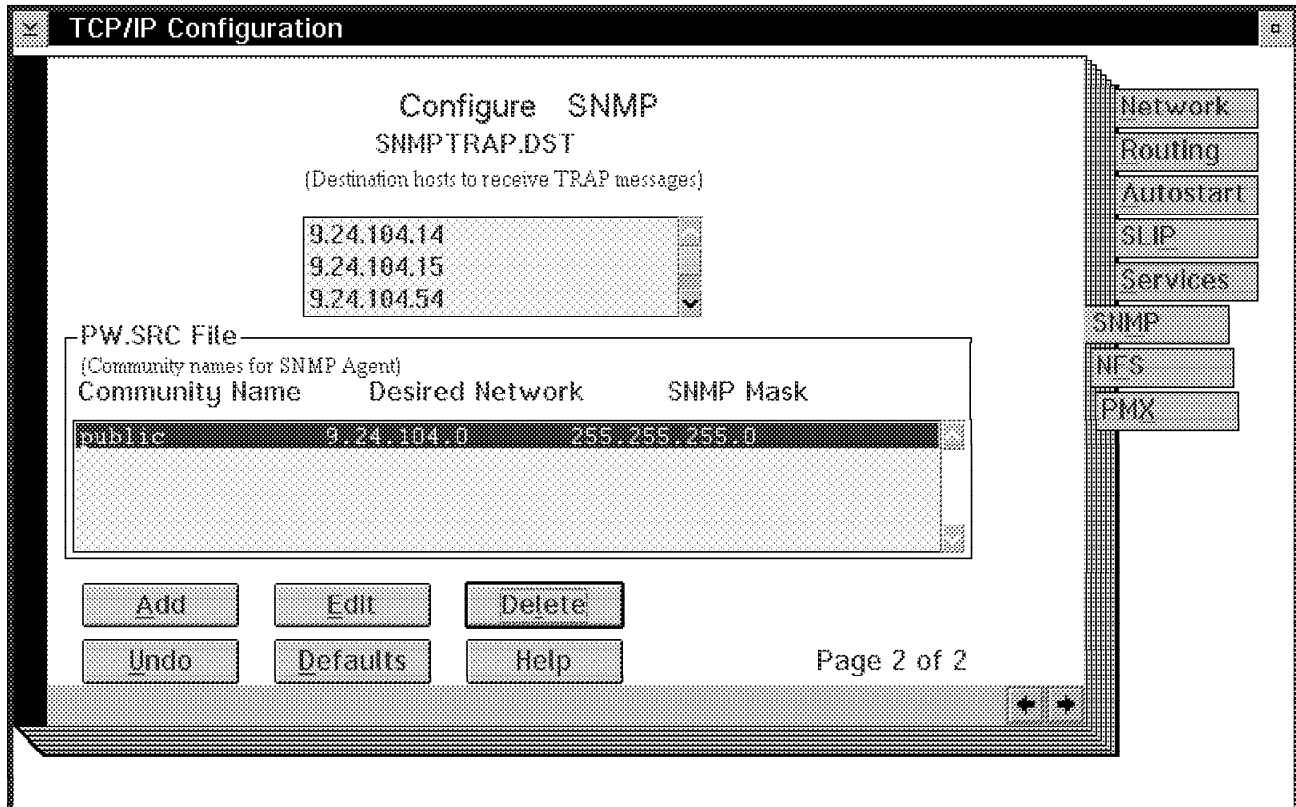 TCP/IP Configuration
Configure SNMP
SNMPTRAP.DST
(Destination hosts to receive TRAP messages)
9.24.104.14
9.24.104.15
9.24.104.54
PW.SRC File
(Community names for SNMP Agent)
Community Name Desired Network SNMP Mask
public 9.24.104.0 255.255.255.0
Add Edit Delete
Undo Defaults Help Page 2 of 2
Network
Routing
Autostart
SLIP
Services
SNMP
NFS
PMX